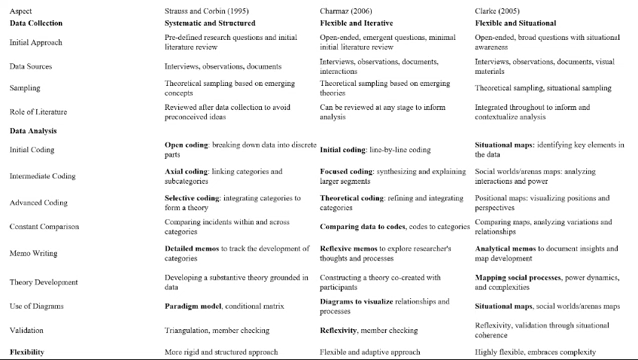 Aspect Strauss and Corbin (1995) Charmaz (2006) Clarke (2005)
Data Collection Systematic and Structured Flexible and Iterative Flexible and Situational
Initial Approach Pre-defined research questions and initial literature review Open-ended, emergent questions, minimal initial literature review Open-ended, broad questions with situational awareness
Data Sources Interviews, observations, documents Interviews, observations, documents, interactions Interviews, observations, documents, visual materials
Sampling Theoretical sampling based on emerging concepts Theoretical sampling based on emerging theories Theoretical sampling, situational sampling
Role of Literature Reviewed after data collection to avoid preconceived ideas Can be reviewed at any stage to inform analysis Integrated throughout to inform and contextualize analysis
Data Analysis
Initial Coding Open coding: breaking down data into discrete parts Initial coding: line-by-line coding Situational maps: identifying key elements in the data
Intermediate Coding Axial coding: linking categories and subcategories Focused coding: synthesizing and explaining larger segments Social worlds/arenas maps: analyzing interactions and power
Advanced Coding Selective coding: integrating categories to form a theory Theoretical coding: refining and integrating categories Positional maps: visualizing positions and perspectives
Constant Comparison Comparing incidents within and across categories Comparing data to codes, codes to categories Comparing maps, analyzing variations and relationships
Memo Writing Detailed memos to track the development of categories Reflexive memos to explore researcher's thoughts and processes Analytical memos to document insights and map development
Theory Development Developing a substantive theory grounded in data Constructing a theory co-created with participants Mapping social processes, power dynamics, and complexities
Use of Diagrams Paradigm model, conditional matrix Diagrams to visualize relationships and processes Situational maps, social worlds/arenas maps
Validation Triangulation, member checking Reflexivity, member checking Reflexivity, validation through situational coherence
Flexibility More rigid and structured approach Flexible and adaptive approach Highly flexible, embraces complexity